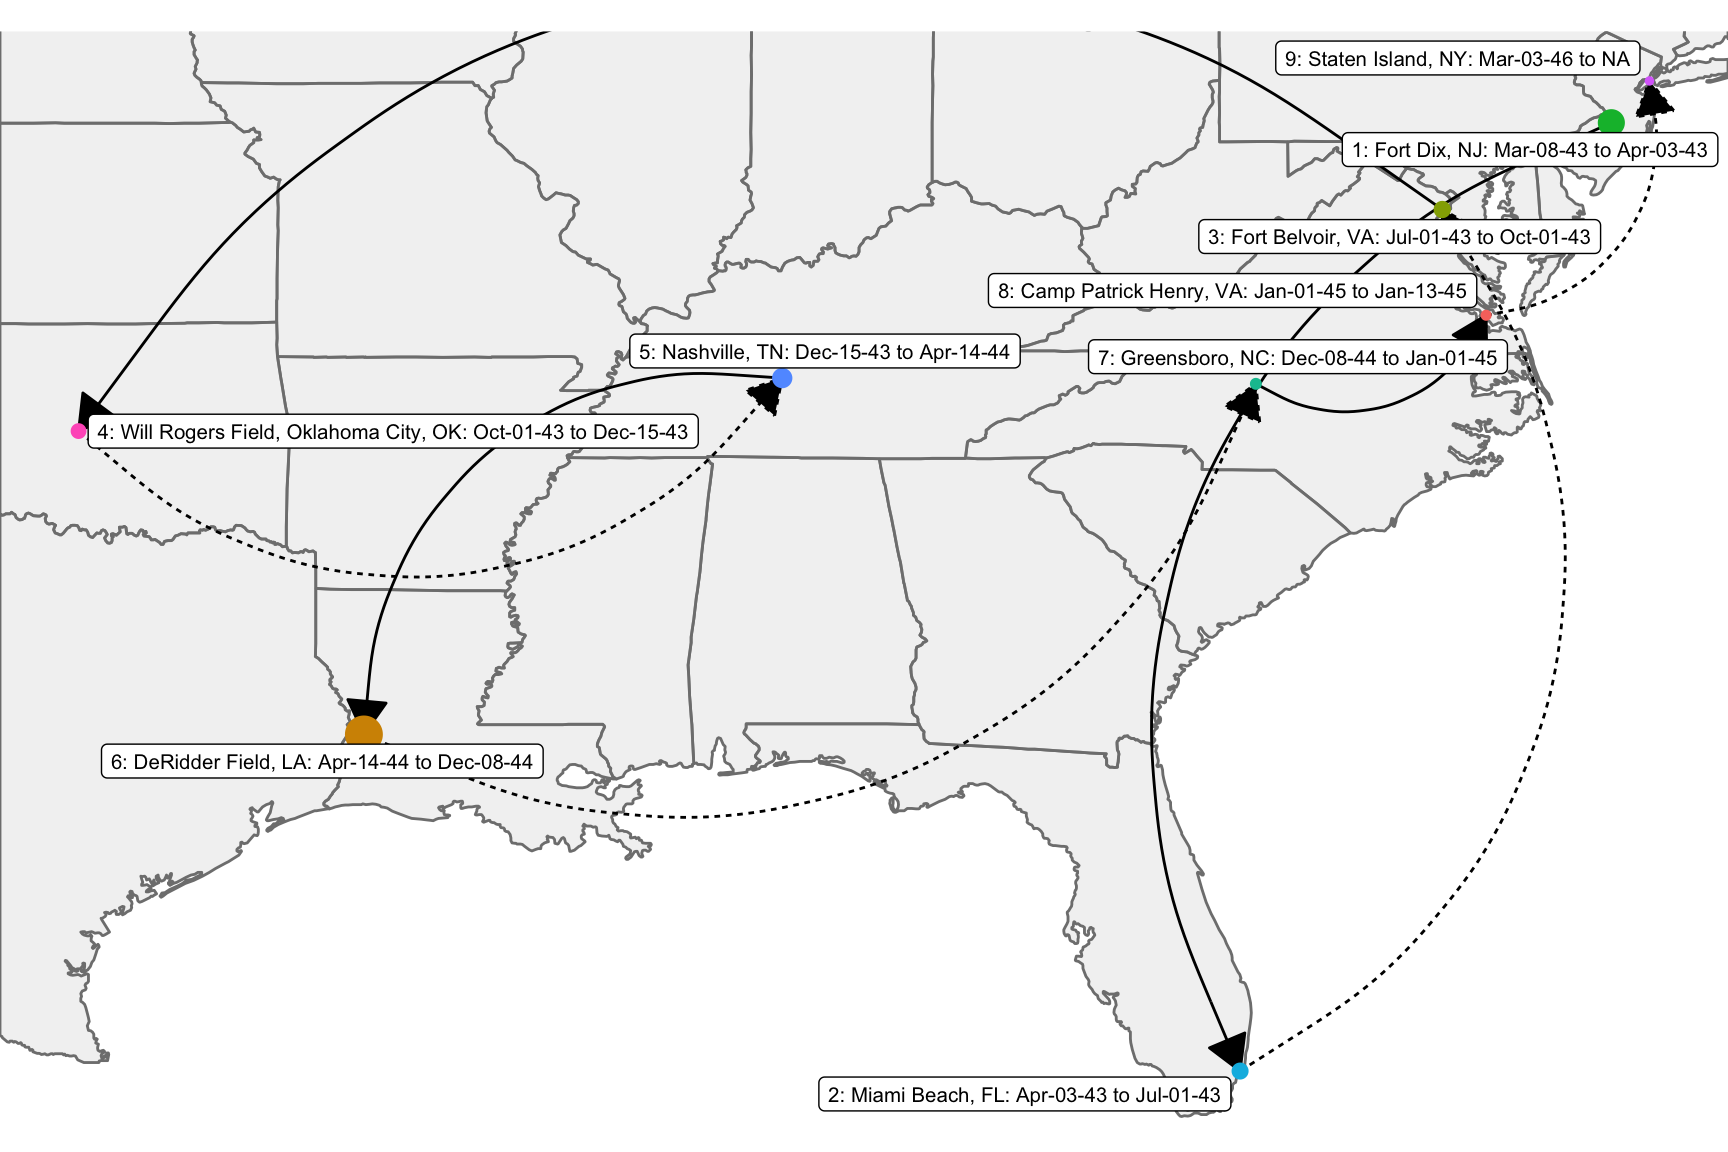 9: Staten Island, NY: Mar-03-46 to NA
1: Fort Dix, NJ: Mar-08-43 to Apr-03-43
3: Fort Belvoir, VA: Jul-01-43 to Oct-01-43
8: Camp Patrick Henry, VA: Jan-01-45 to Jan-13-45
5: Nashville, TN: Dec-15-43 to Apr-14-44
7: Greensboro, NC: Dec-08-44 to Jan-01-45
4: Will Rogers Field, Oklahoma City, OK: Oct-01-43 to Dec-15-43
6: DeRidder Field, LA: Apr-14-44 to Dec-08-44
2: Miami Beach, FL: Apr-03-43 to Jul-01-43